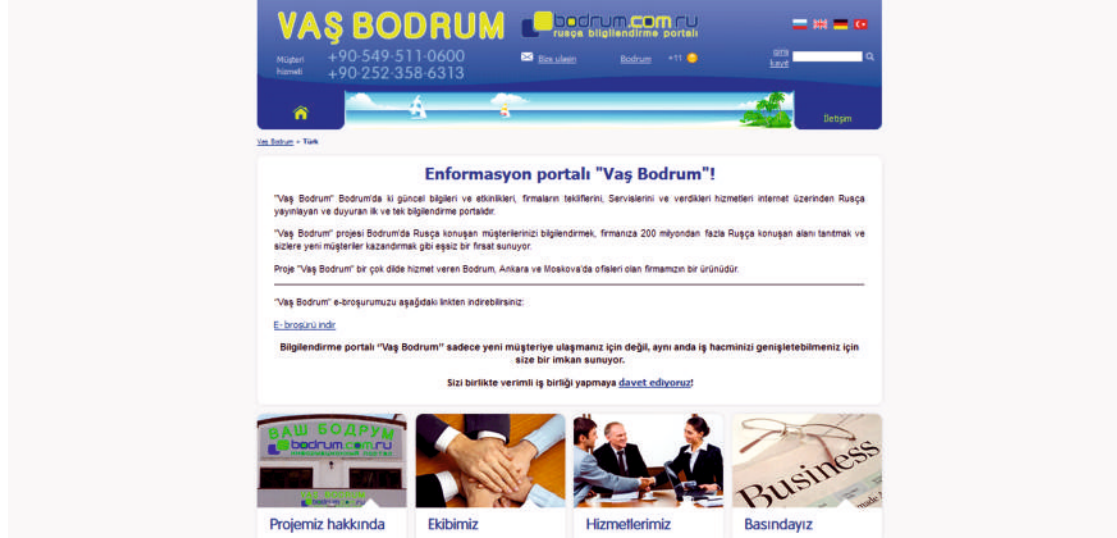 VAŞ BODRUM
bodrum.com.ru
rusça bilgilendirme portalı
Müşteri hizmeti
+90-549-511-0600
+90-252-358-6313
Bize ulasin
Bodrum +11
giris
kayıt
İletişim
Vaş Bodrum » Türk
Enformasyon portalı "Vaş Bodrum"!
"Vaş Bodrum" Bodrum'da ki güncel bilgileri ve etkinlikleri, firmaların tekliflerini, Servislerini ve verdikleri hizmetleri internet üzerinden Rusça
yayınlayan ve duyuran ilk ve tek bilgilendirme portalıdır.
"Vaş Bodrum" projesi Bodrum'da Rusça konuşan müşterilerinizi bilgilendirmek, firmanıza 200 milyondan fazla Rusça konuşan alanı tanıtmak ve
sizlere yeni müşteriler kazandırmak gibi eşsiz bir fırsat sunuyor.
Proje "Vaş Bodrum" bir çok dilde hizmet veren Bodrum, Ankara ve Moskova'da ofisleri olan firmamızın bir ürünüdür.
"Vaş Bodrum" e-broşurumuzu aşağıdaki linkten indirebilirsiniz:
E- broşürü indir
Bilgilendirme portalı "Vaş Bodrum" sadece yeni müşteriye ulaşmanız için değil, aynı anda iş hacminizi genişletebilmeniz için
size bir imkan sunuyor.
Sizi birlikte verimli iş birliği yapmaya davet ediyoruz!
ВАШ БОДРУМ
bodrum.com.ru
информационный портал
Business
made
Projemiz hakkında
Ekibimiz
Hizmetlerimiz
Basındayız